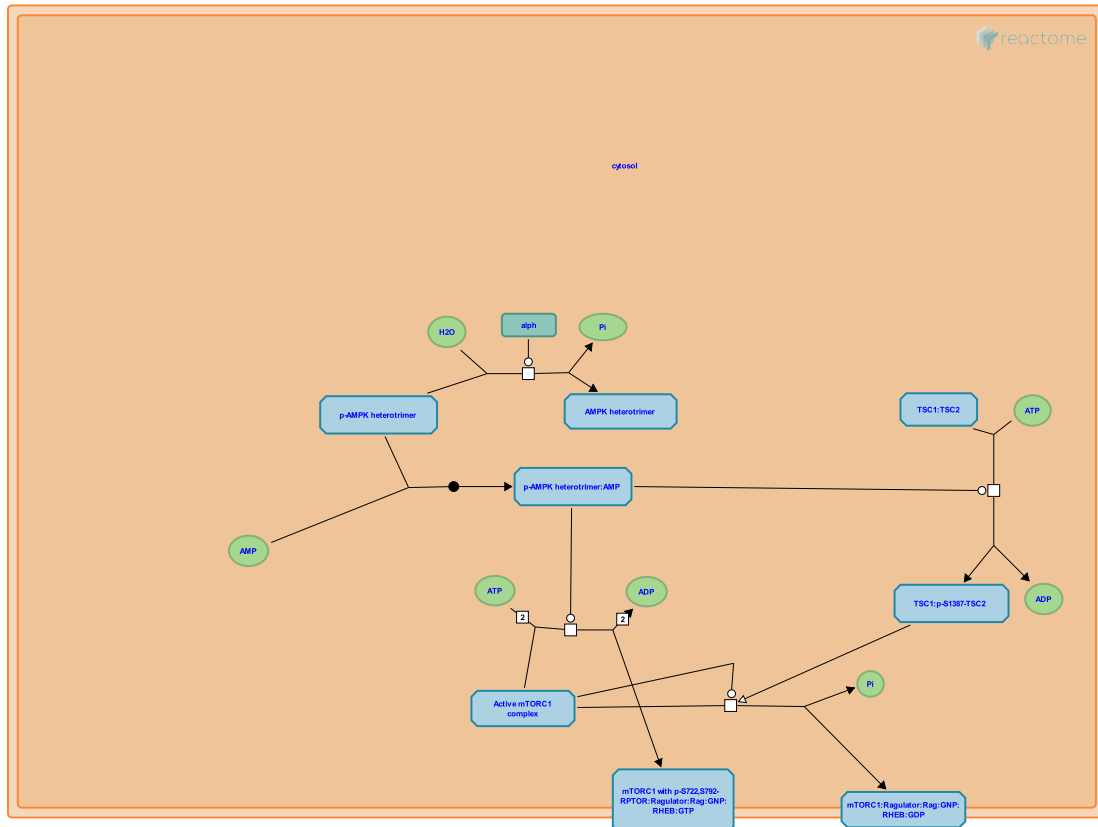 reactome
cytosol
H2O
alph
Pi
p-AMPK heterotrimer
AMPK heterotrimer
TSC1:TSC2
ATP
p-AMPK heterotrimer:AMP
AMP
ATP
ADP
2
2
TSC1:p-S1387-TSC2
ADP
Pi
Active mTORC1
complex
mTORC1 with p-S722,S792-
RPTOR:Ragulator:Rag:GNP:
RHEB:GTP
mTORC1:Ragulator:Rag:GNP:
RHEB:GDP